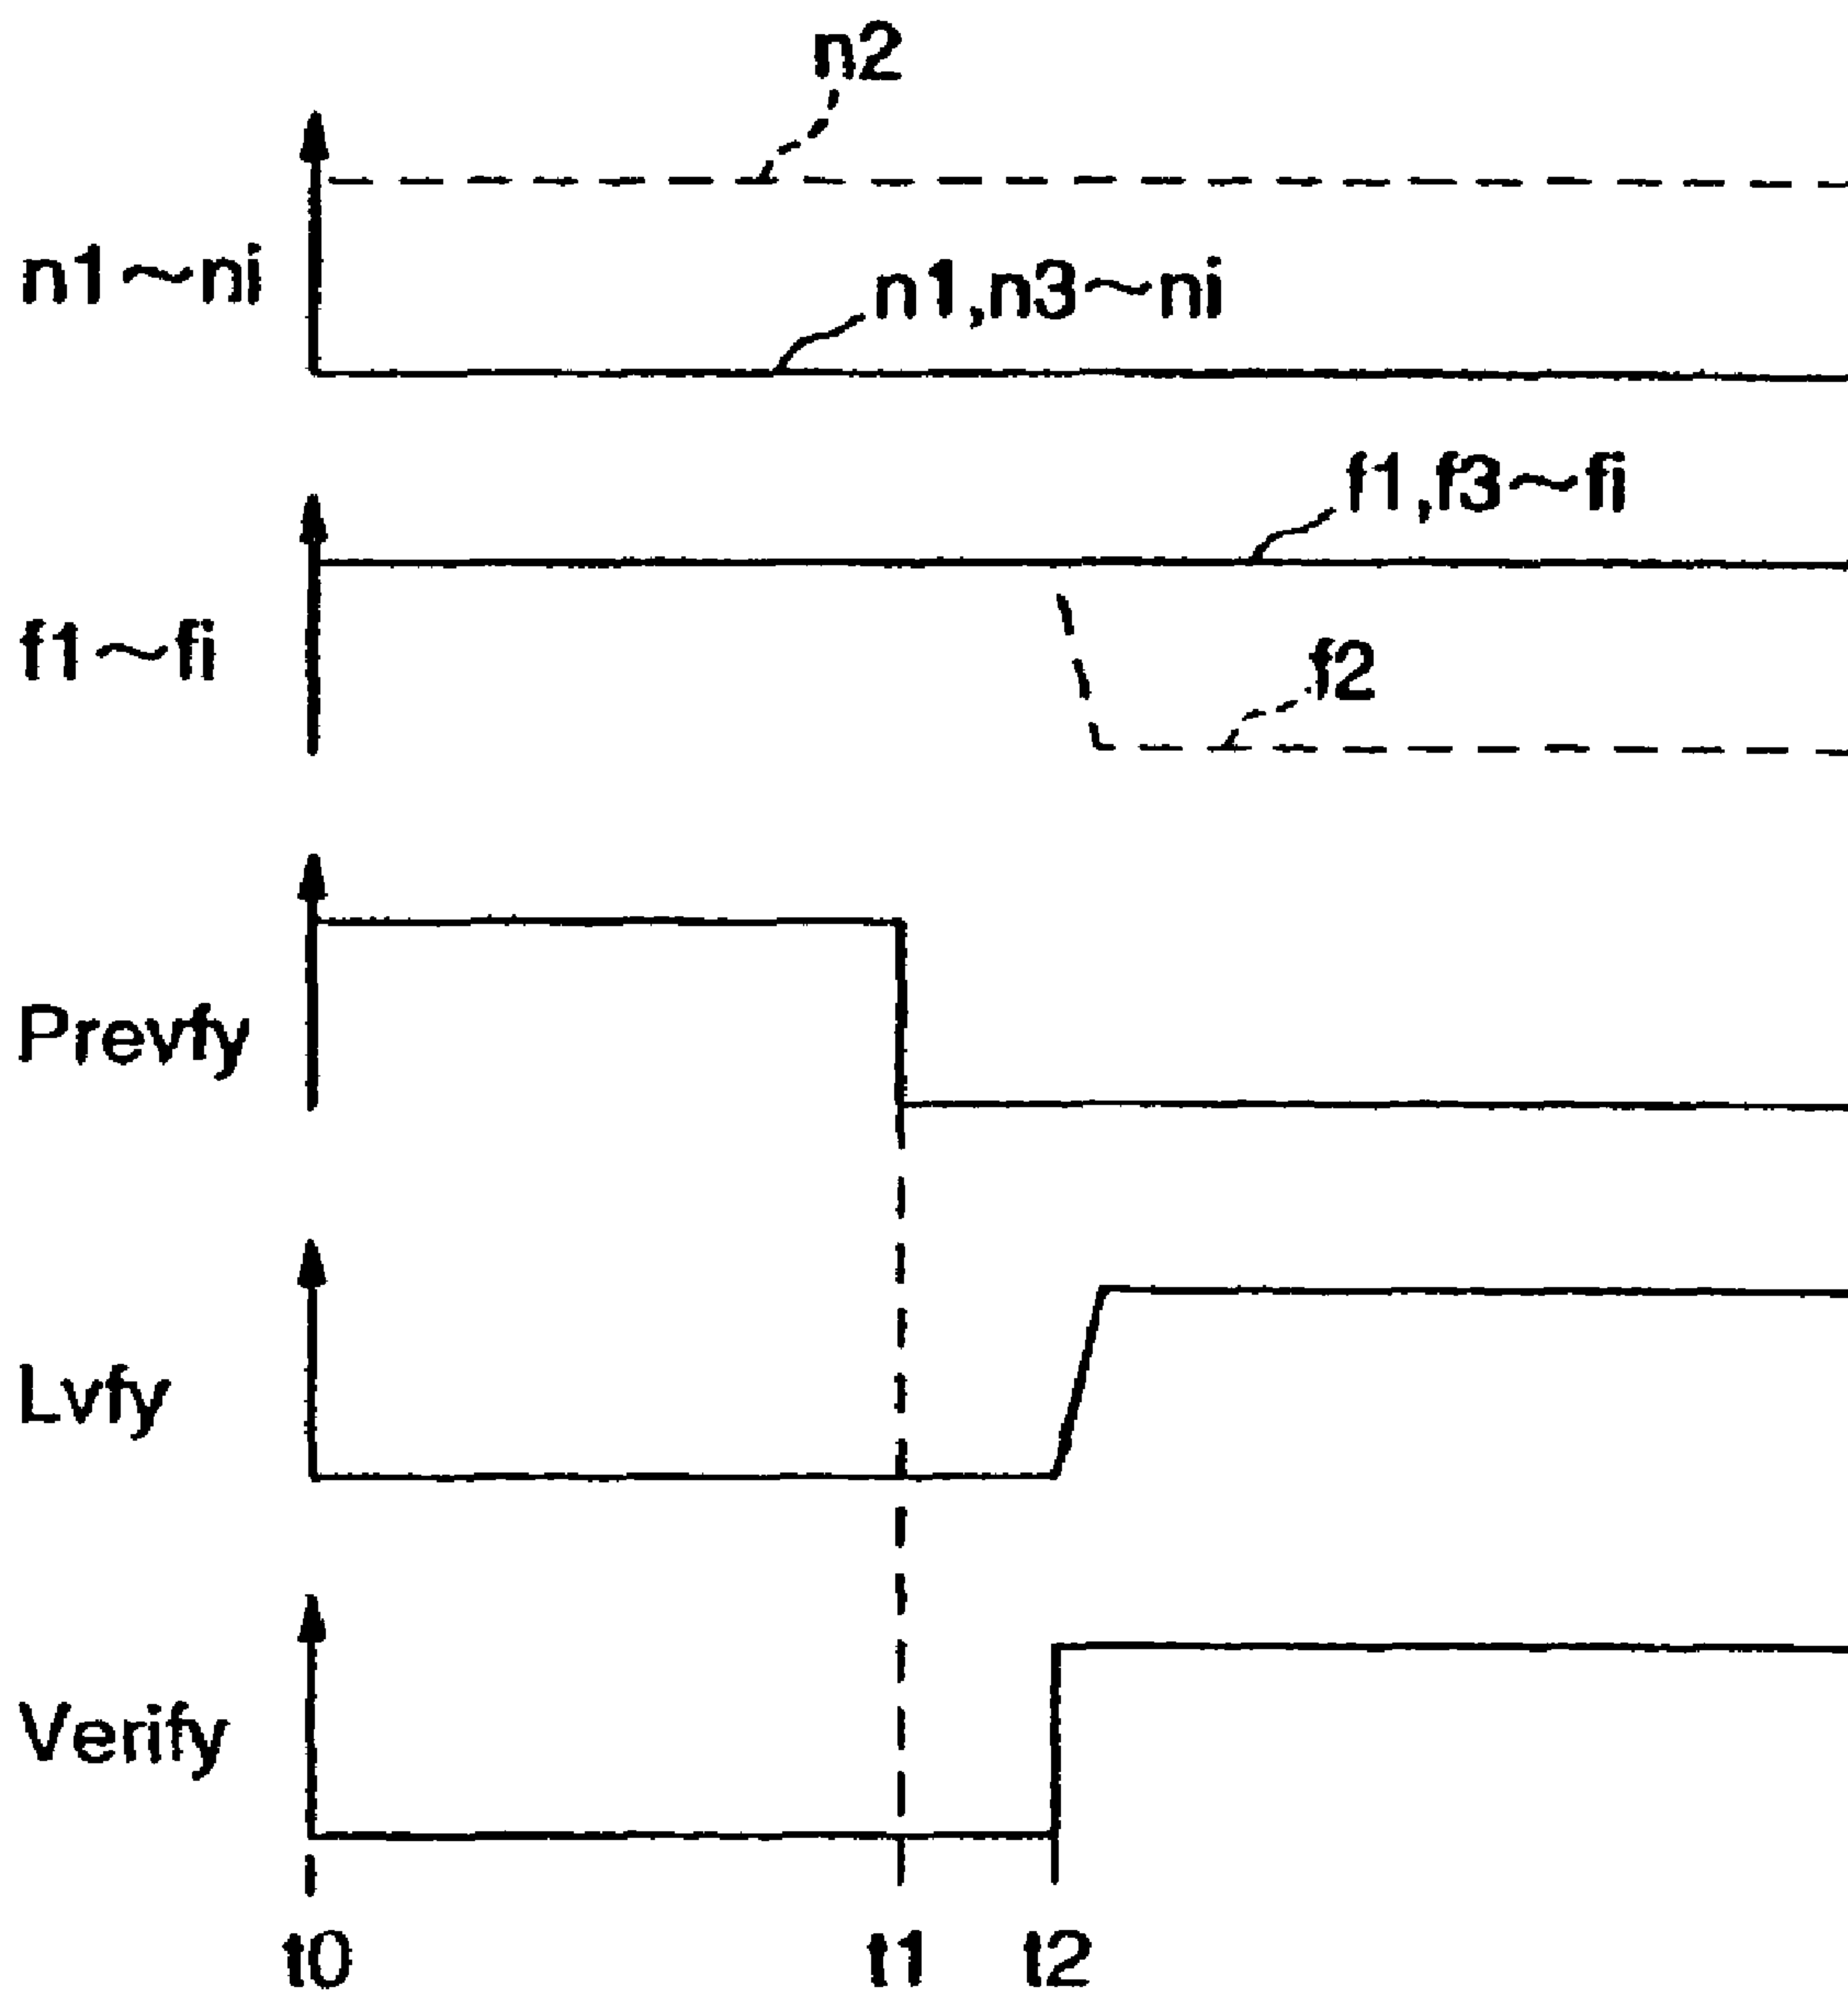 n2
n1~ni
n1,n3~ni
f1,f3~fi
f1~fi
f2
Prevfy
Lvfy
Verify
t0 t1 t2